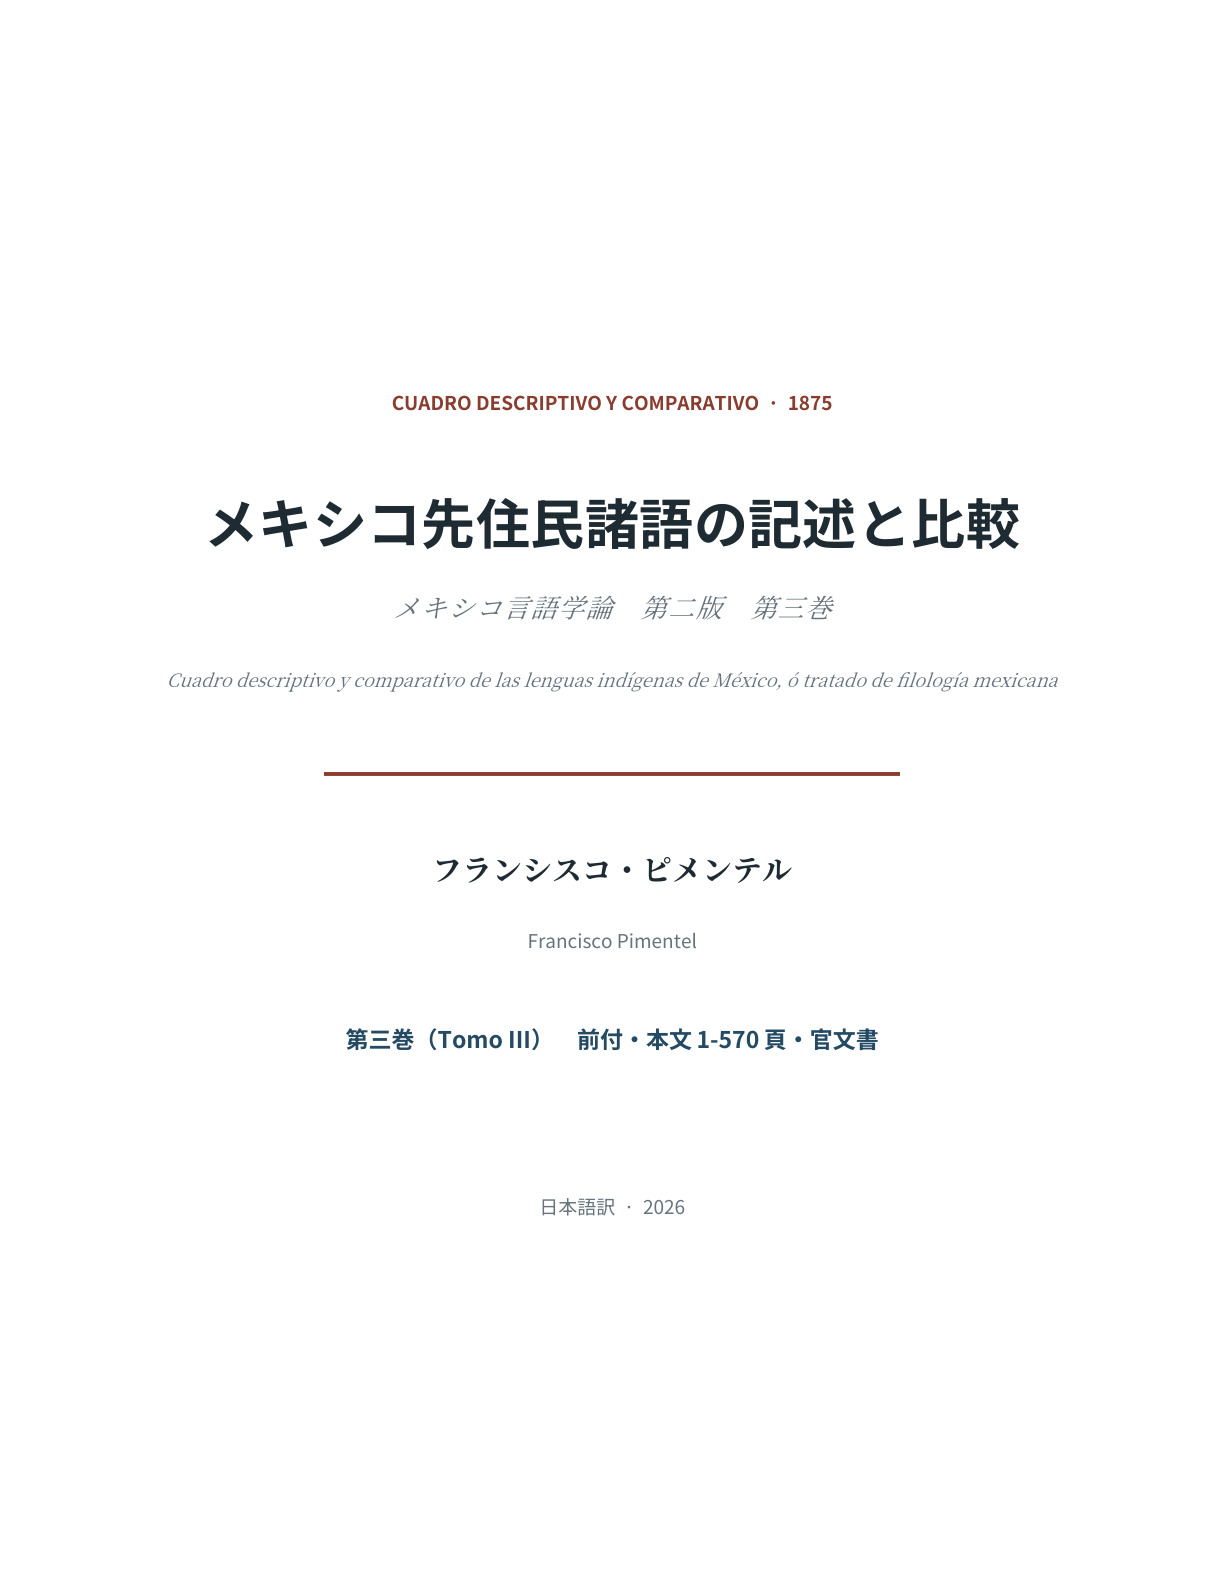 CUADRO DESCRIPTIVO Y COMPARATIVO · 1875
メキシコ先住民諸語の記述と比較
メキシコ言語学論　第二版　第三巻
Cuadro descriptivo y comparativo de las lenguas indígenas de México, ó tratado de filología mexicana
フランシスコ・ピメンテル
Francisco Pimentel
第三巻（Tomo III）　前付・本文 1-570 頁・官文書
日本語訳 · 2026